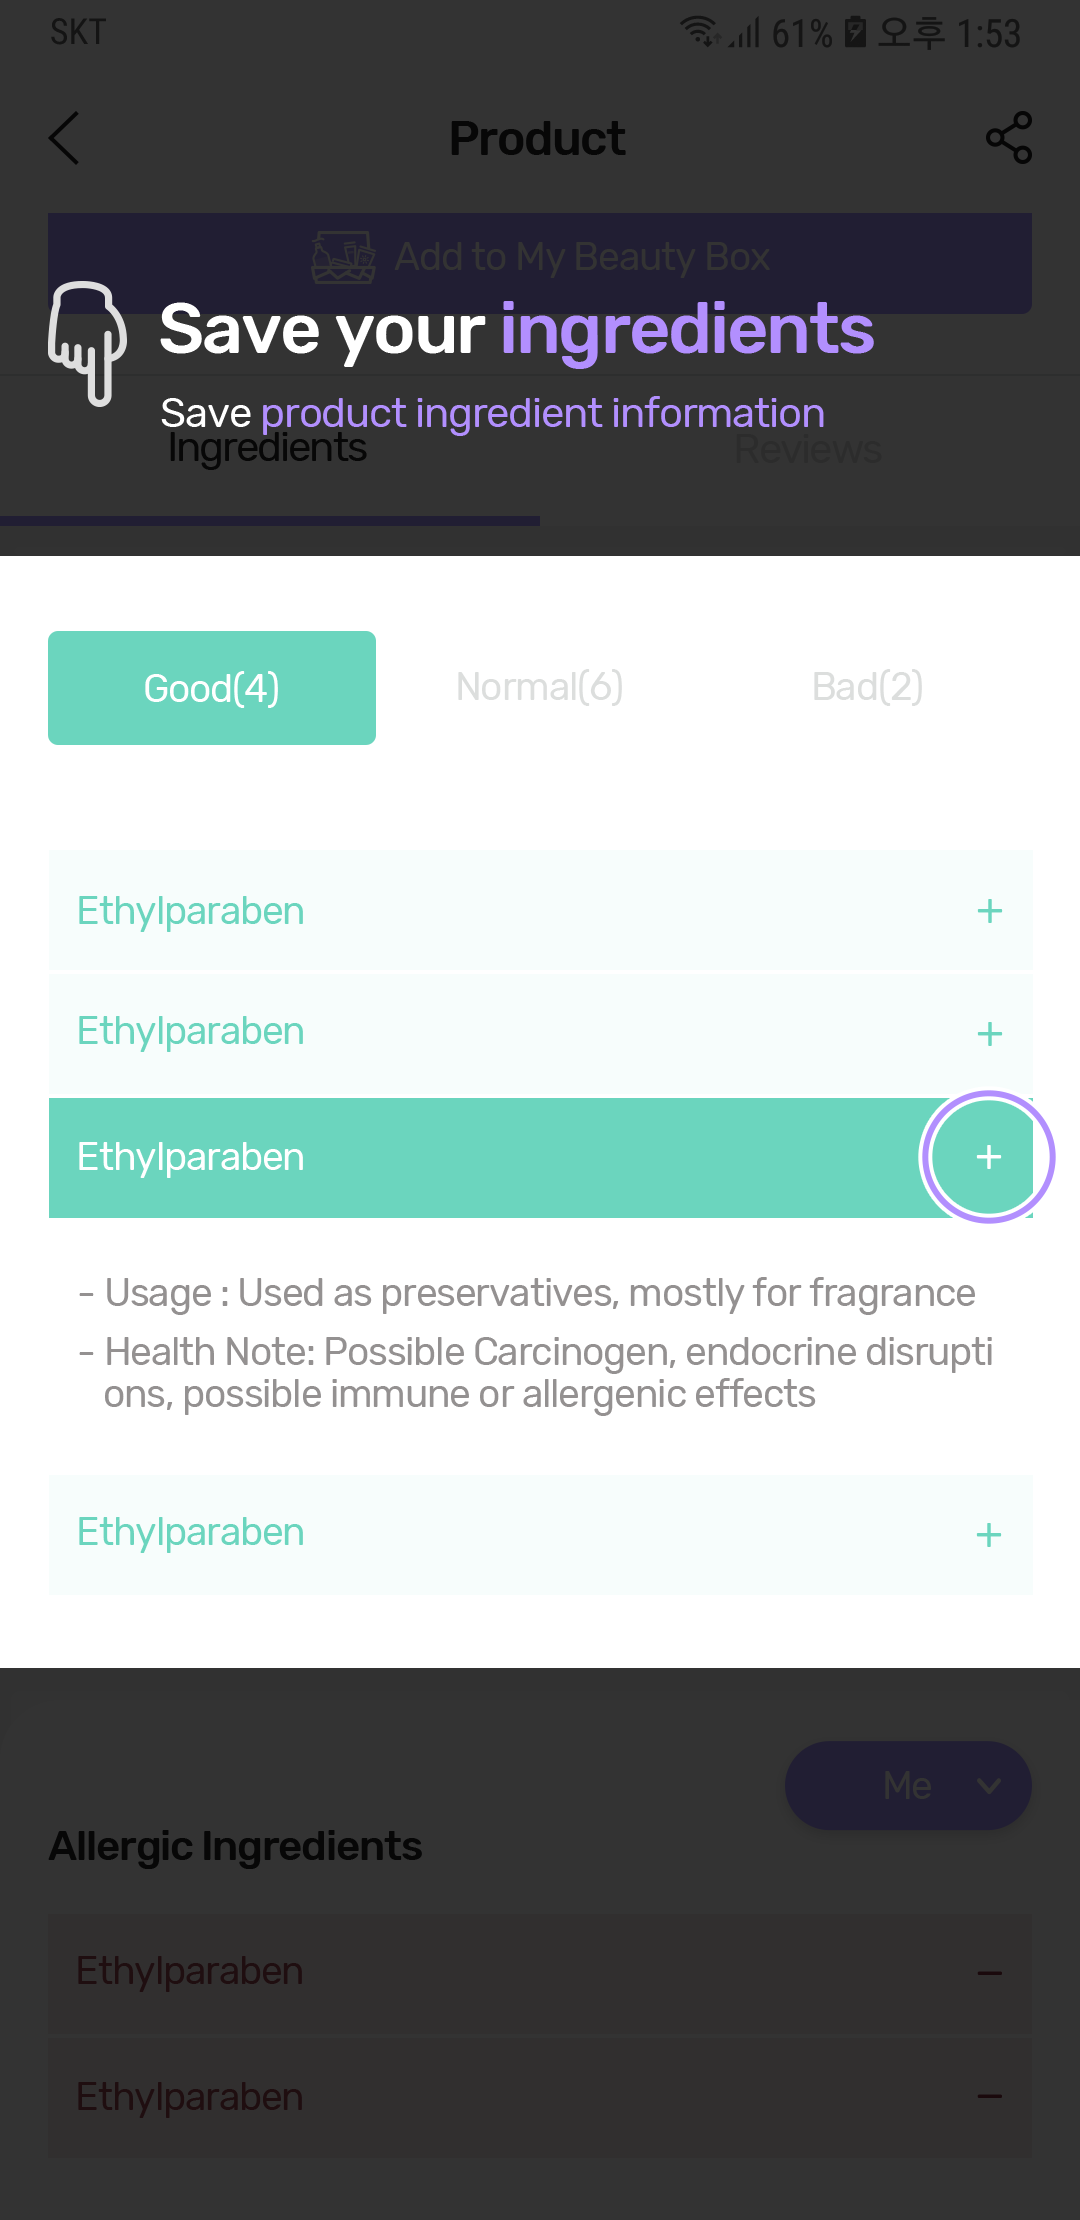 SKT
61% 오후 1:53
Product
Add to My Beauty Box
Save your ingredients
Save product ingredient information
Ingredients
Reviews
Good(4)
Normal(6)
Bad(2)
Ethylparaben
Ethylparaben
Ethylparaben
- Usage : Used as preservatives, mostly for fragrance
- Health Note: Possible Carcinogen, endocrine disrupti
ons, possible immune or allergenic effects
Ethylparaben
Me
Allergic Ingredients
Ethylparaben
Ethylparaben